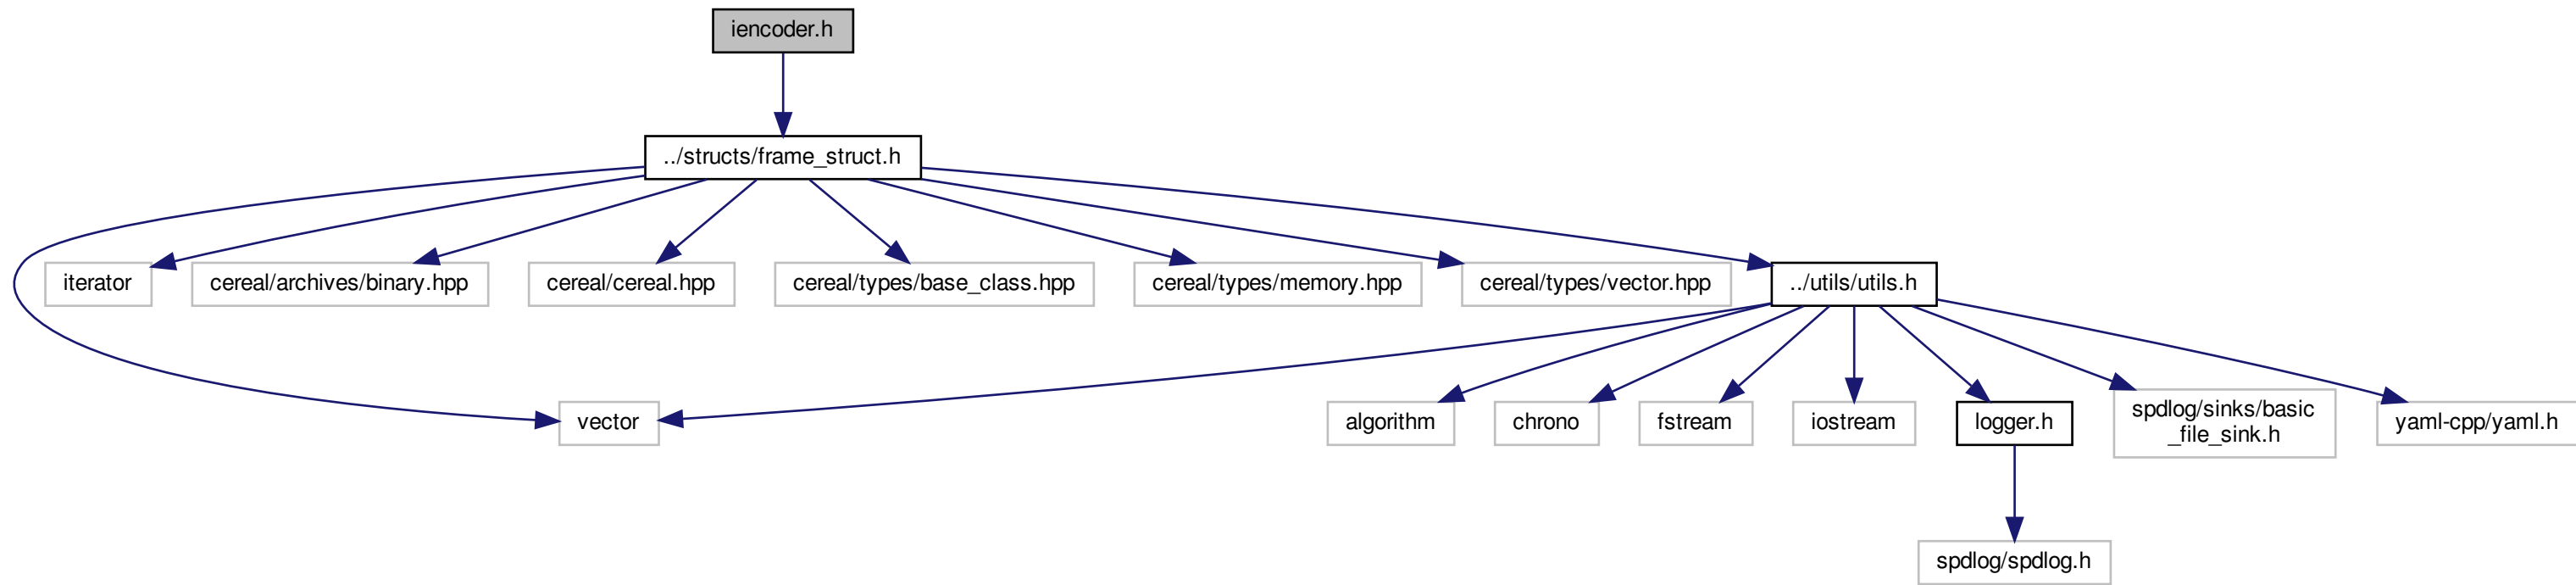 iencoder.h
../structs/frame_struct.h
iterator
cereal/archives/binary.hpp
cereal/cereal.hpp
cereal/types/base_class.hpp
cereal/types/memory.hpp
cereal/types/vector.hpp
../utils/utils.h
vector
algorithm
chrono
fstream
iostream
logger.h
spdlog/sinks/basic
_file_sink.h
yaml-cpp/yaml.h
spdlog/spdlog.h